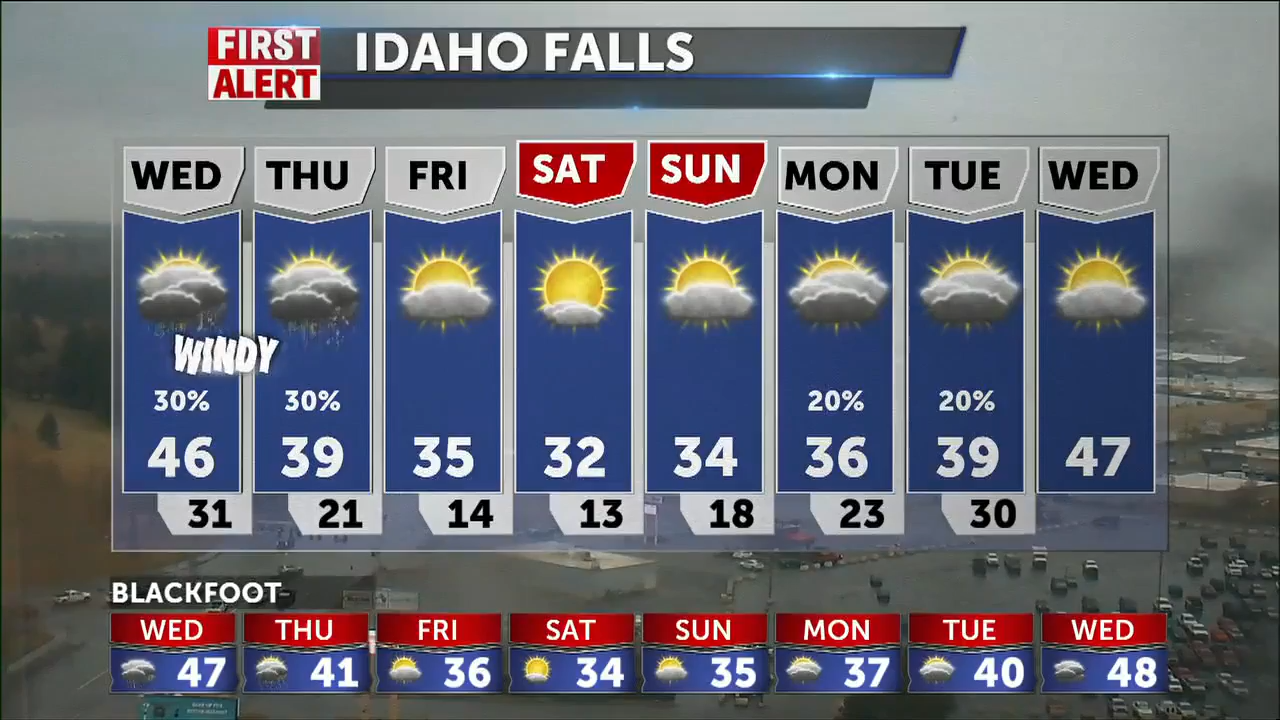 FIRST
ALERT
IDAHO FALLS
WED THU FRI SAT SUN MON TUE WED
WINDY
30% 30% 20% 20%
46 39 35 32 34 36 39 47
31 21 14 13 18 23 30
BLACKFOOT
WED THU FRI SAT SUN MON TUE WED
47 41 36 34 35 37 40 48